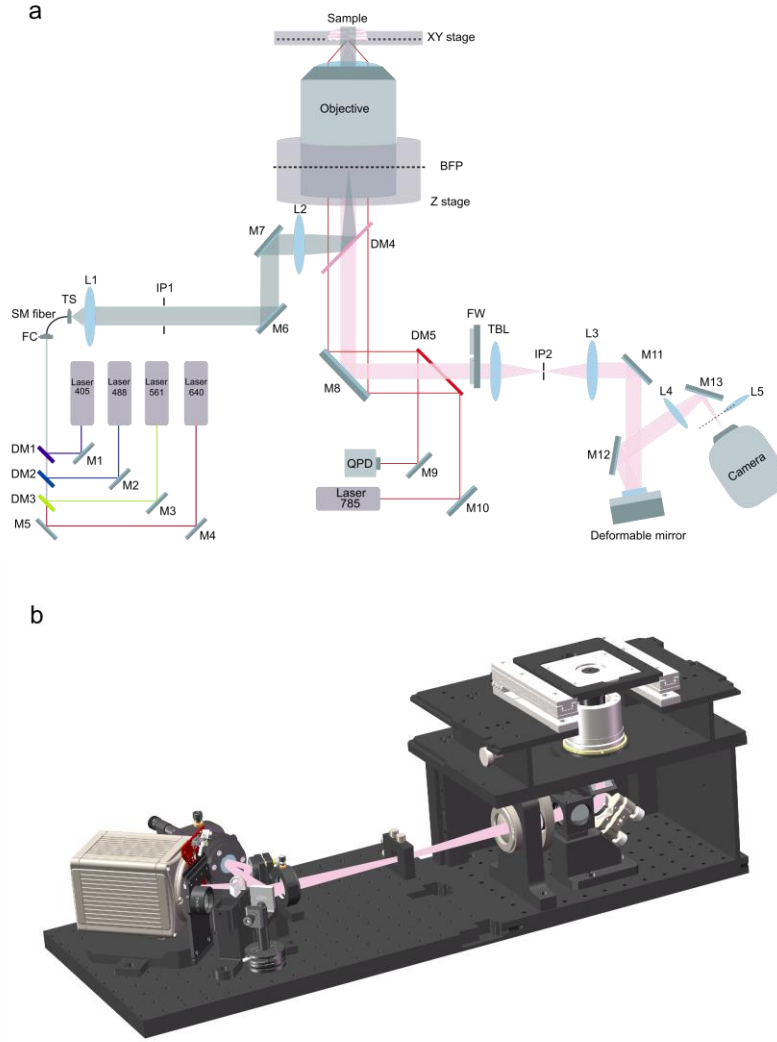 a
Sample
XY stage
Objective
BFP
Z stage
L2
M7
DM4
L1
IP1
TS
SM fiber
FC
M6
FW
TBL
DM5
IP2
L3
M11
M13
L5
L4
M8
Laser 405
Laser 488
Laser 561
Laser 640
DM1
M1
DM2
M2
DM3
M3
M5
M4
QPD
M9
Laser 785
M10
M12
Camera
Deformable mirror
b